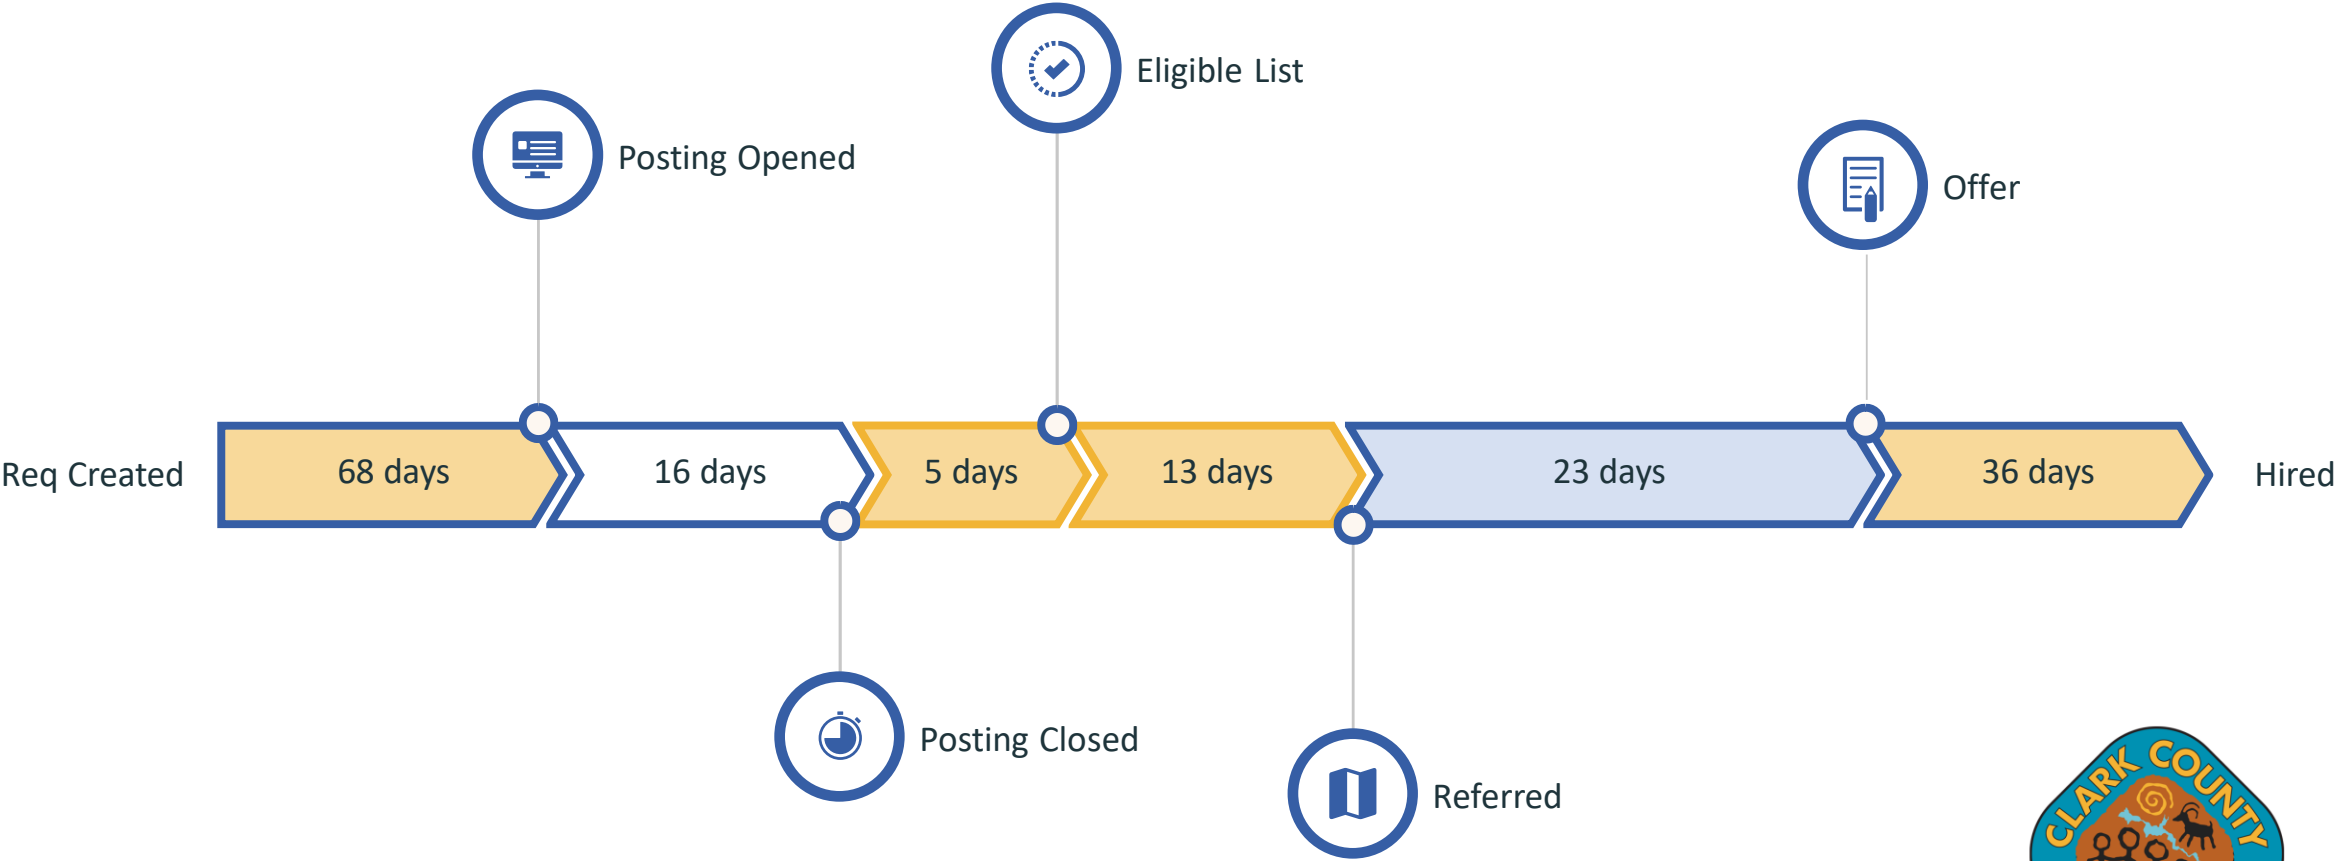 Eligible List
Posting Opened
Offer
Req Created
68 days
16 days
5 days
13 days
23 days
36 days
Hired
Posting Closed
Referred
CLARK COUNTY